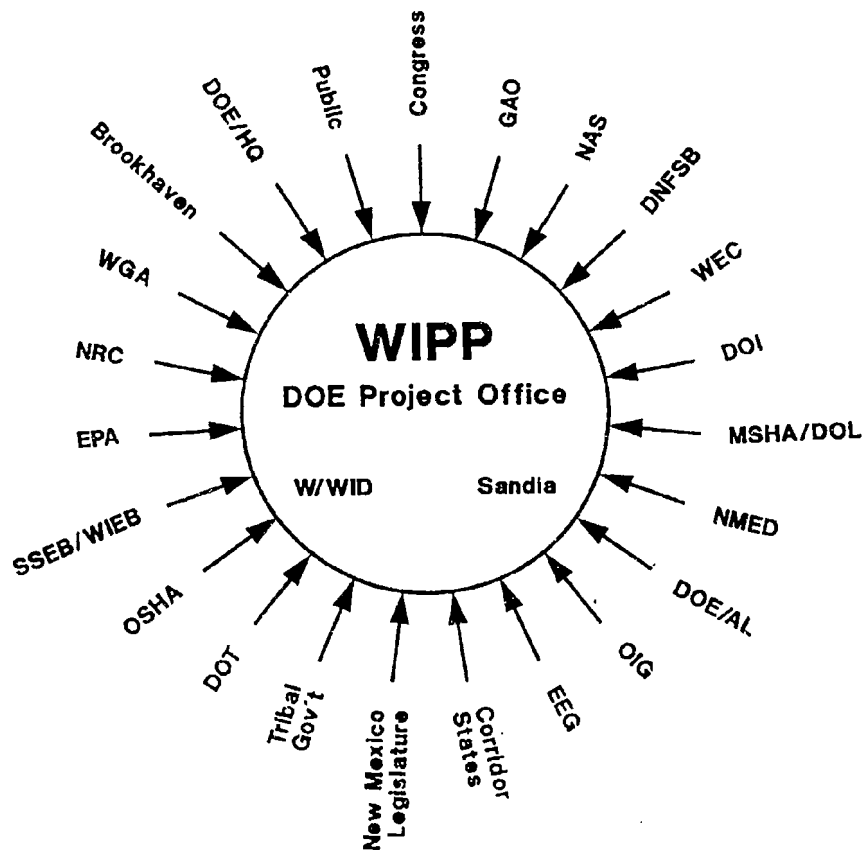 Congress
GAO
NAS
DNFSB
WEC
DOI
MSHA/DOL
NMED
DOE/AL
OIG
EEG
Corridor
States
New Mexico
Legislature
Tribal
Gov't
DOT
OSHA
SSEB/WIEB
EPA
NRC
WGA
Brookhaven
DOE/HQ
Public
WIPP
DOE Project Office
W/WID
Sandia